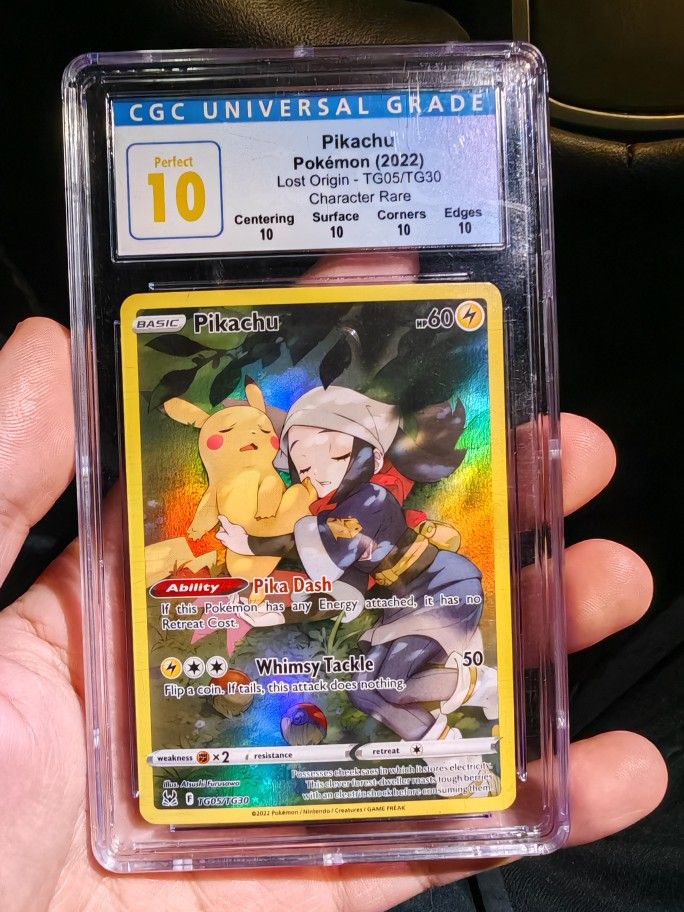 CGC UNIVERSAL GRADE
Perfect
10
Pikachu
Pokémon (2022)
Lost Origin - TG05/TG30
Character Rare
Centering Surface Corners Edges
10 10 10 10
BASIC Pikachu HP60
Ability Pika Dash
If this Pokémon has any Energy attached, it has no
Retreat Cost.
Whimsy Tackle 50
Flip a coin. If tails, this attack does nothing.
weakness ×2 resistance retreat
Possesses cheek sacs in which it stores electricity.
This clever forest-dweller roasts tough berries
with an electric shock before consuming them.
Illus. Atsushi Furusawa
F TG05/TG30
©2022 Pokémon / Nintendo / Creatures / GAME FREAK